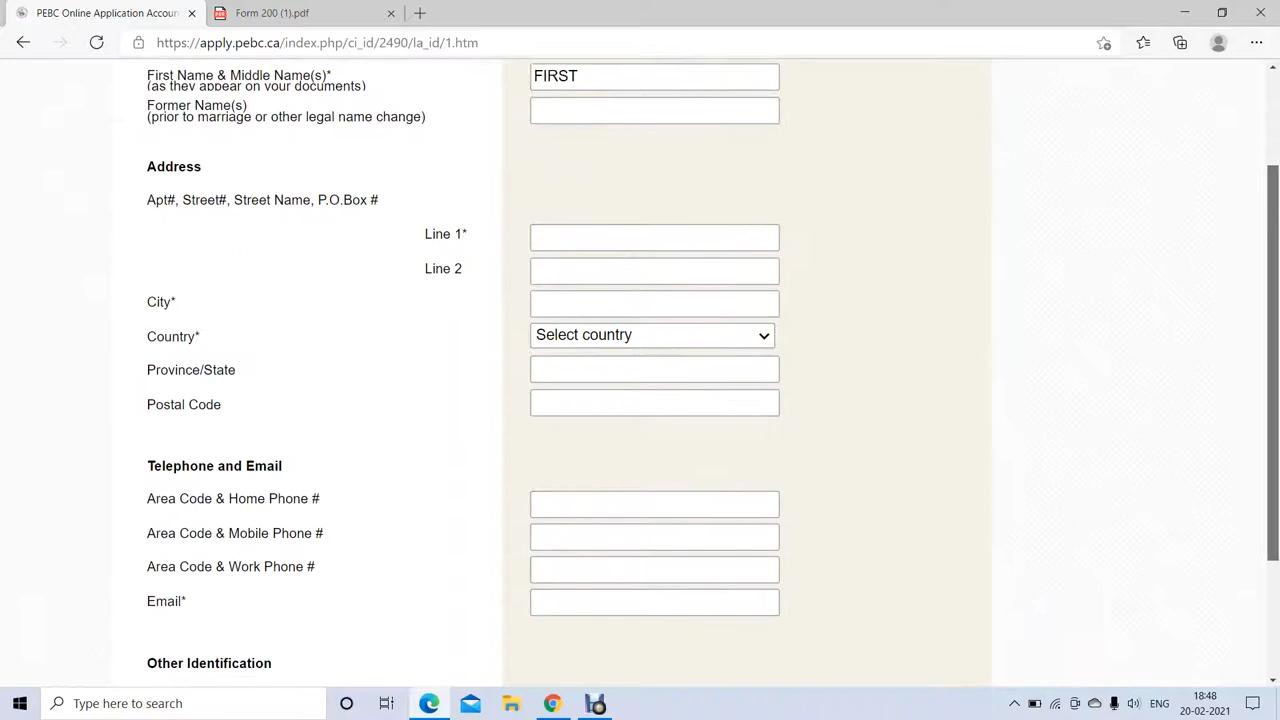 PEBC Online Application Accoun
Form 200 (1).pdf
https://apply.pebc.ca/index.php/ci_id/2490/la_id/1.htm
First Name & Middle Name(s)*
(as they appear on your documents)
FIRST
Former Name(s)
(prior to marriage or other legal name change)
Address
Apt#, Street#, Street Name, P.O.Box #
Line 1*
Line 2
City*
Country*
Select country
Province/State
Postal Code
Telephone and Email
Area Code & Home Phone #
Area Code & Mobile Phone #
Area Code & Work Phone #
Email*
Other Identification
Type here to search
ENG
18:48
20-02-2021